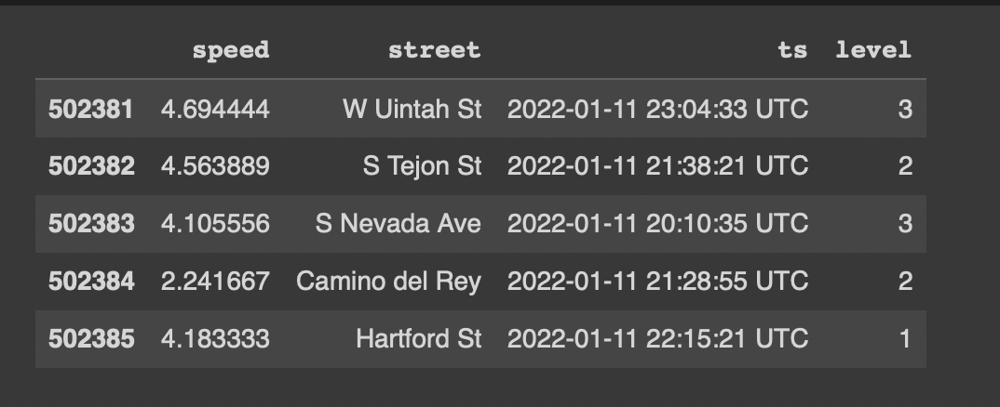 speed street ts level
502381 4.694444 W Uintah St 2022-01-11 23:04:33 UTC 3
502382 4.563889 S Tejon St 2022-01-11 21:38:21 UTC 2
502383 4.105556 S Nevada Ave 2022-01-11 20:10:35 UTC 3
502384 2.241667 Camino del Rey 2022-01-11 21:28:55 UTC 2
502385 4.183333 Hartford St 2022-01-11 22:15:21 UTC 1